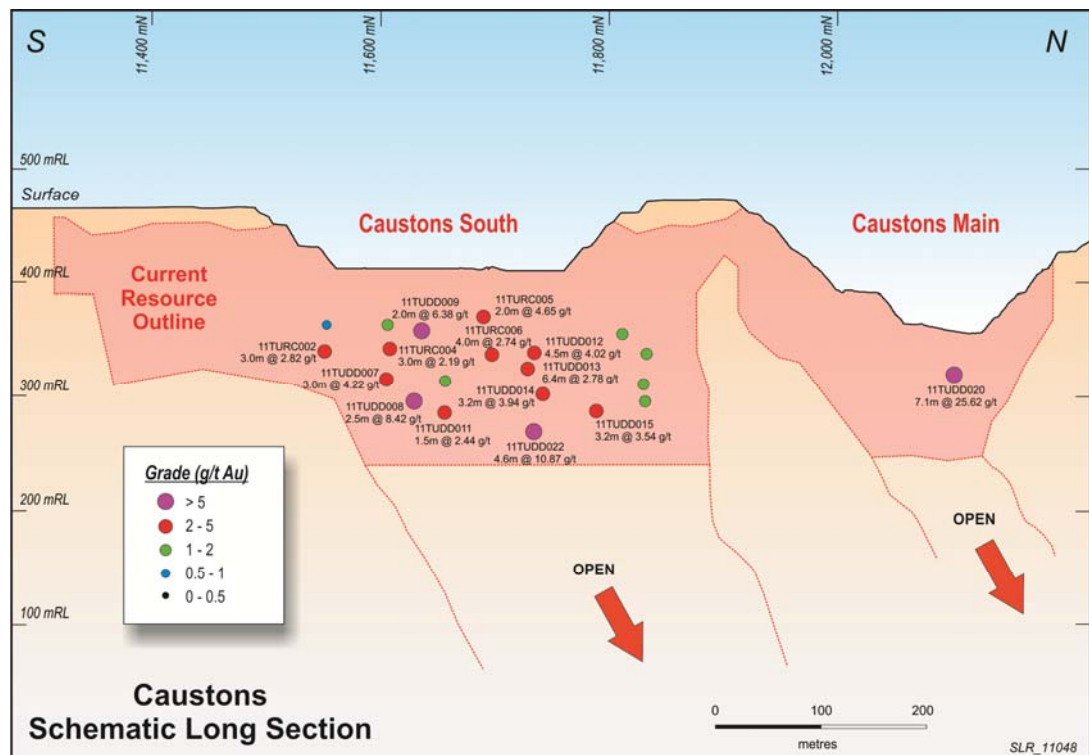 S
N
11,400 mN
11,600 mN
11,800 mN
12,000 mN
500 mRL
Surface
400 mRL
300 mRL
200 mRL
100 mRL
Caustons South
Caustons Main
Current
Resource
Outline
11TUDD009
2.0m @ 6.38 g/t
11TURC005
2.0m @ 4.65 g/t
11TURC006
4.0m @ 2.74 g/t
11TURC002
3.0m @ 2.82 g/t
11TURC004
3.0m @ 2.19 g/t
11TUDD012
4.5m @ 4.02 g/t
11TUDD007
3.0m @ 4.22 g/t
11TUDD013
6.4m @ 2.78 g/t
11TUDD014
3.2m @ 3.94 g/t
11TUDD008
2.5m @ 8.42 g/t
11TUDD011
1.5m @ 2.44 g/t
11TUDD015
3.2m @ 3.54 g/t
11TUDD022
4.6m @ 10.87 g/t
11TUDD020
7.1m @ 25.62 g/t
Grade (g/t Au)
> 5
2 - 5
1 - 2
0.5 - 1
0 - 0.5
OPEN
OPEN
Caustons
Schematic Long Section
0 100 200
metres
SLR_11046